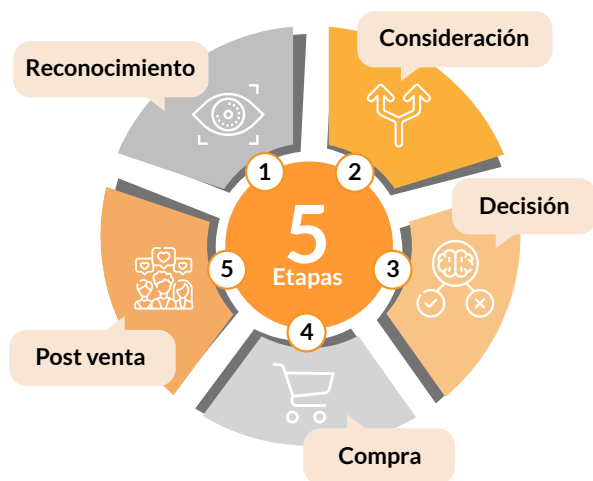 Reconocimiento
1
Consideración
2
Decisión
3
Compra
4
Post venta
5
5
Etapas